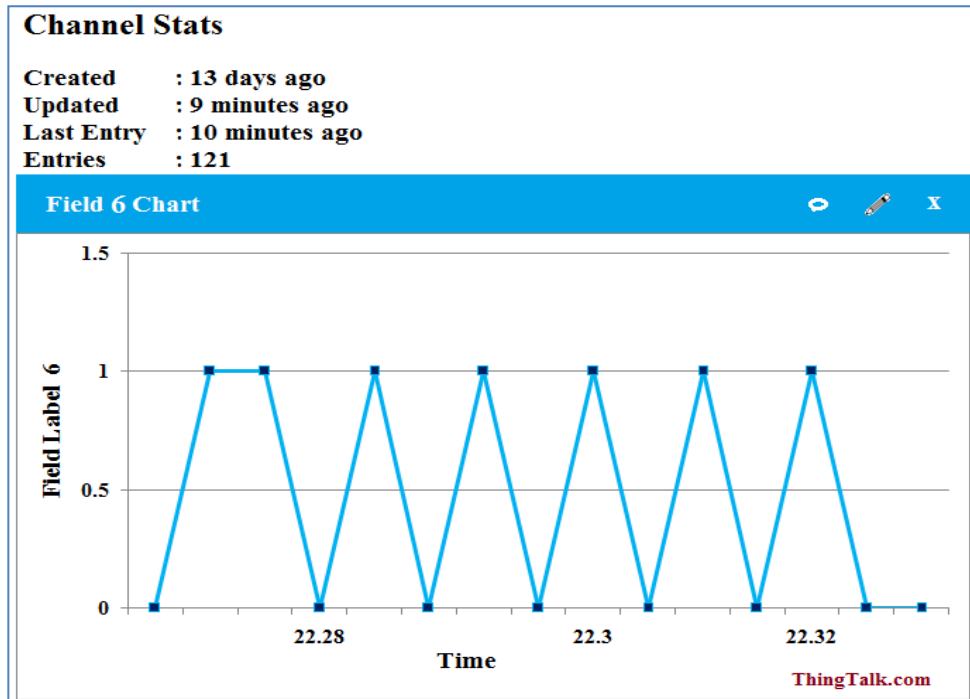 Channel Stats
Created : 13 days ago
Updated : 9 minutes ago
Last Entry : 10 minutes ago
Entries : 121
Field 6 Chart X
1.5
1
0.5
0
Field Label 6
22.28 22.3 22.32
Time
ThingTalk.com